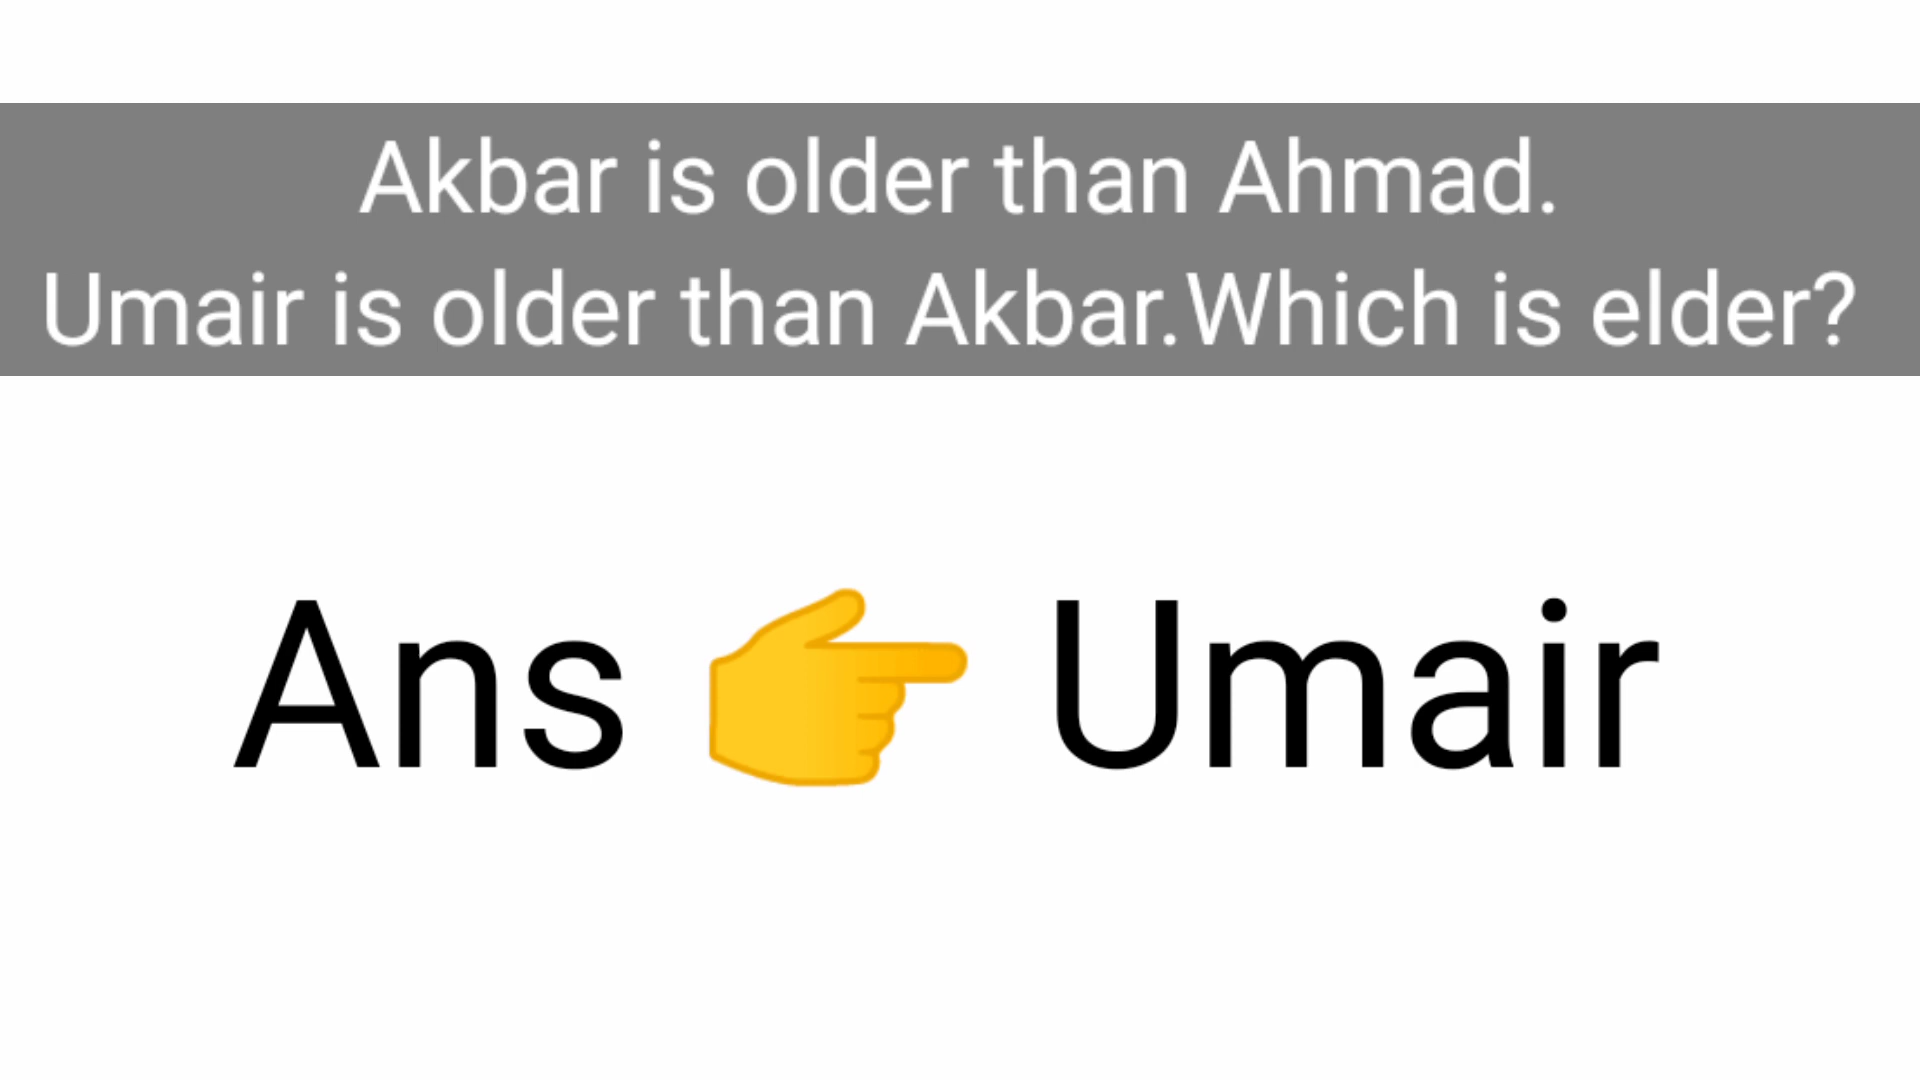 Akbar is older than Ahmad.
Umair is older than Akbar.Which is elder?
Ans 👉 Umair